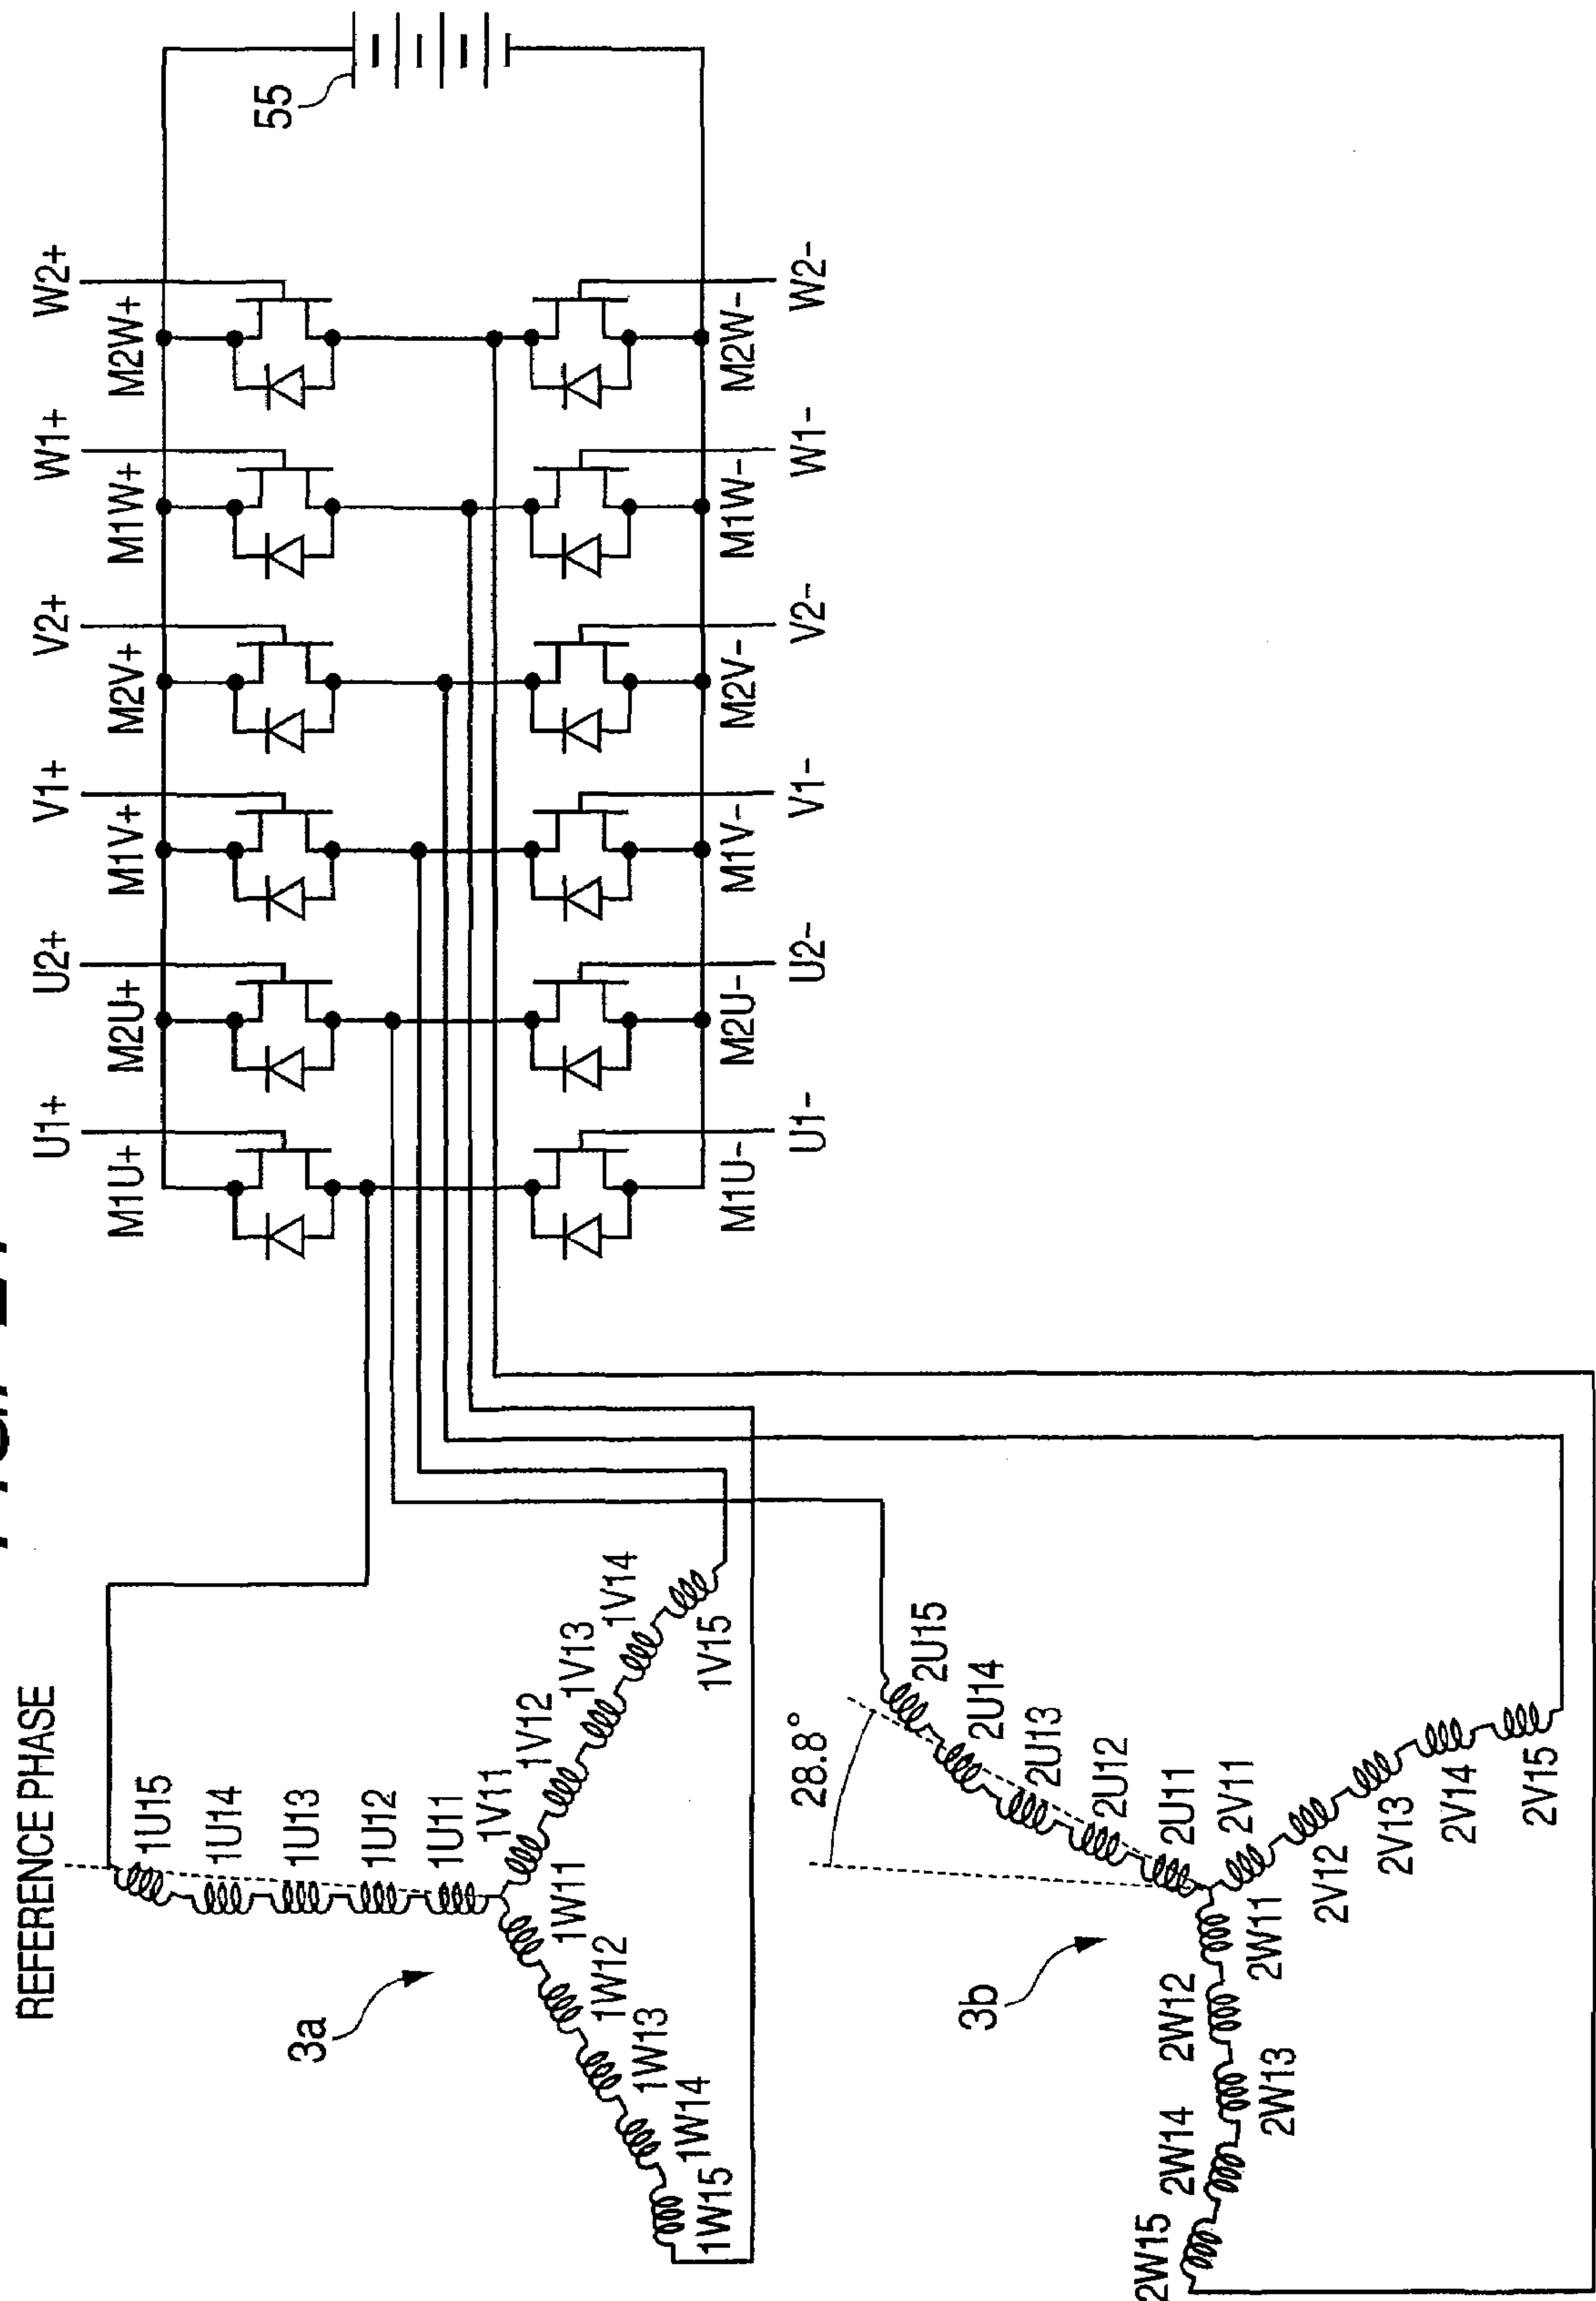 REFERENCE PHASE
U1+
U2+
V1+
V2+
W1+
W2+
M1U+
M2U+
M1V+
M2V+
M1W+
M2W+
55
M1U-
M2U-
M1V-
M2V-
M1W-
M2W-
U1-
U2-
V1-
V2-
W1-
W2-
1U15
1U14
1U13
1U12
1U11
1V11
1V12
1V13
1V14
1V15
1W11
1W12
1W13
1W14
1W15
3a
28.8°
2U15
2U14
2U13
2U12
2U11
2V11
2V12
2V13
2V14
2V15
2W11
2W12
2W13
2W14
2W15
3b